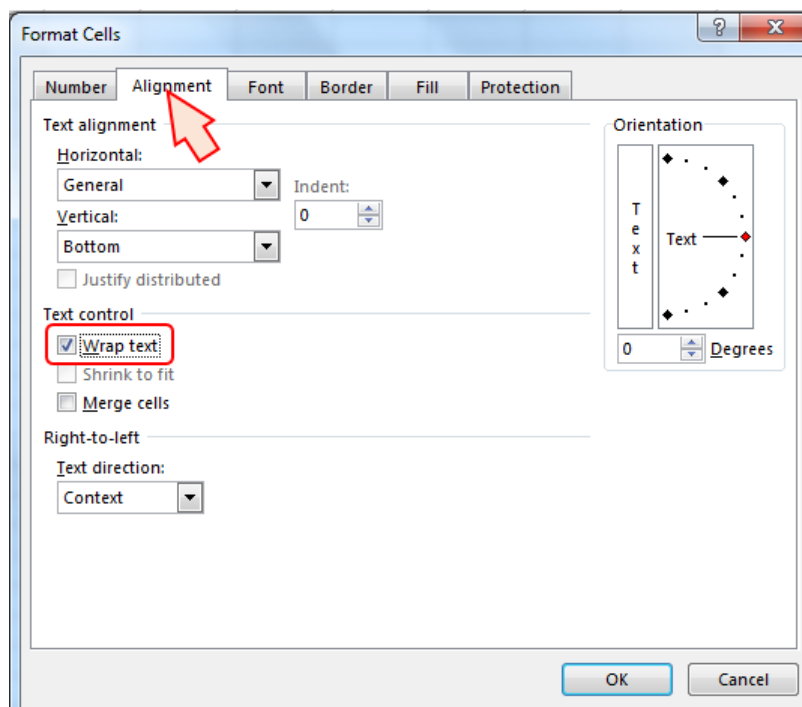 Format Cells
?
X
Number Alignment Font Border Fill Protection
Text alignment
Horizontal:
General
Indent:
0
Vertical:
Bottom
Justify distributed
Text control
Wrap text
Shrink to fit
Merge cells
Right-to-left
Text direction:
Context
Orientation
T
e
x
t
Text
0 Degrees
OK Cancel